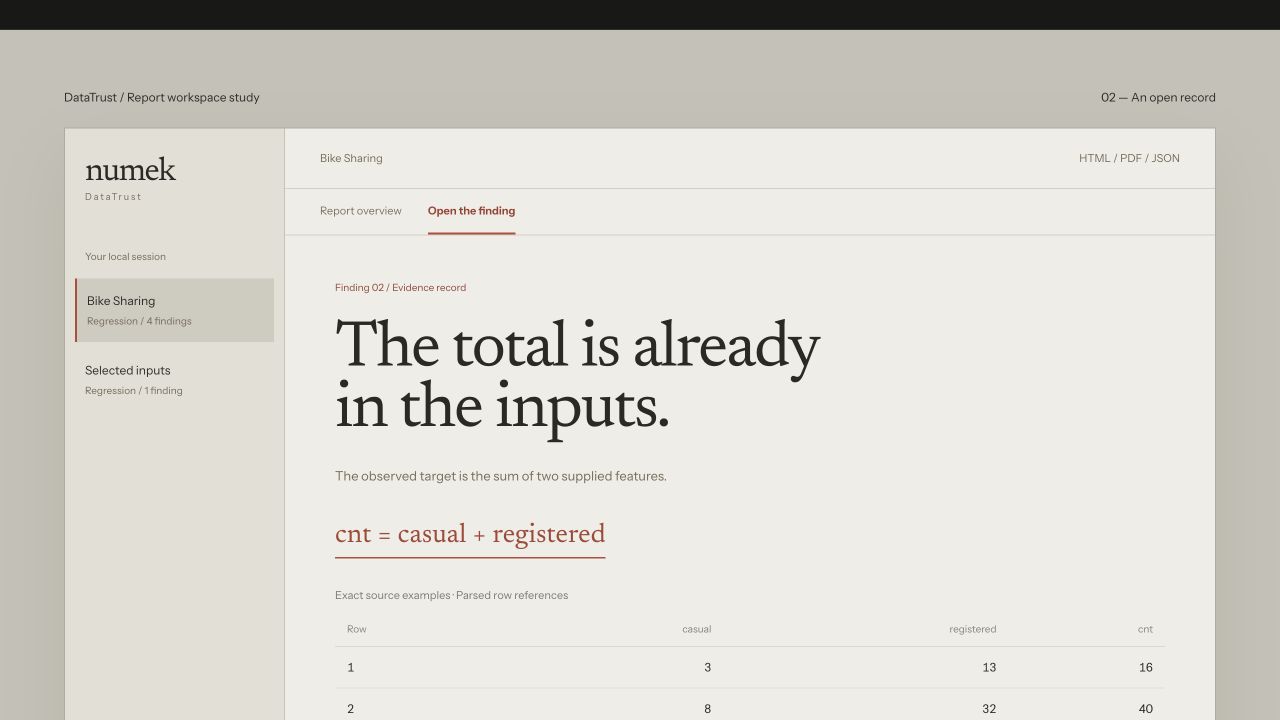 DataTrust / Report workspace study
02 — An open record
numek
DataTrust
Your local session
Bike Sharing
Regression / 4 findings
Selected inputs
Regression / 1 finding
Bike Sharing
HTML / PDF / JSON
Report overview
Open the finding
Finding 02 / Evidence record
The total is already
in the inputs.
The observed target is the sum of two supplied features.
cnt = casual + registered
Exact source examples · Parsed row references
Row casual registered cnt
1 3 13 16
2 8 32 40